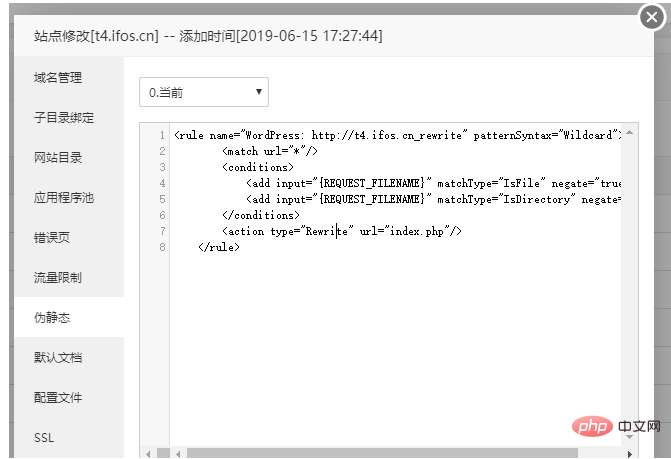 站点修改[t4.ifos.cn] -- 添加时间[2019-06-15 17:27:44]
域名管理
子目录绑定
网站目录
应用程序池
错误页
流量限制
伪静态
默认文档
配置文件
SSL
0.当前
1 <rule name="WordPress: http://t4.ifos.cn_rewrite" patternSyntax="Wildcard">
2 <match url="*"/>
3 <conditions>
4 <add input="{REQUEST_FILENAME}" matchType="IsFile" negate="true
5 <add input="{REQUEST_FILENAME}" matchType="IsDirectory" negate=
6 </conditions>
7 <action type="Rewrite" url="index.php"/>
8 </rule>
php 中文网